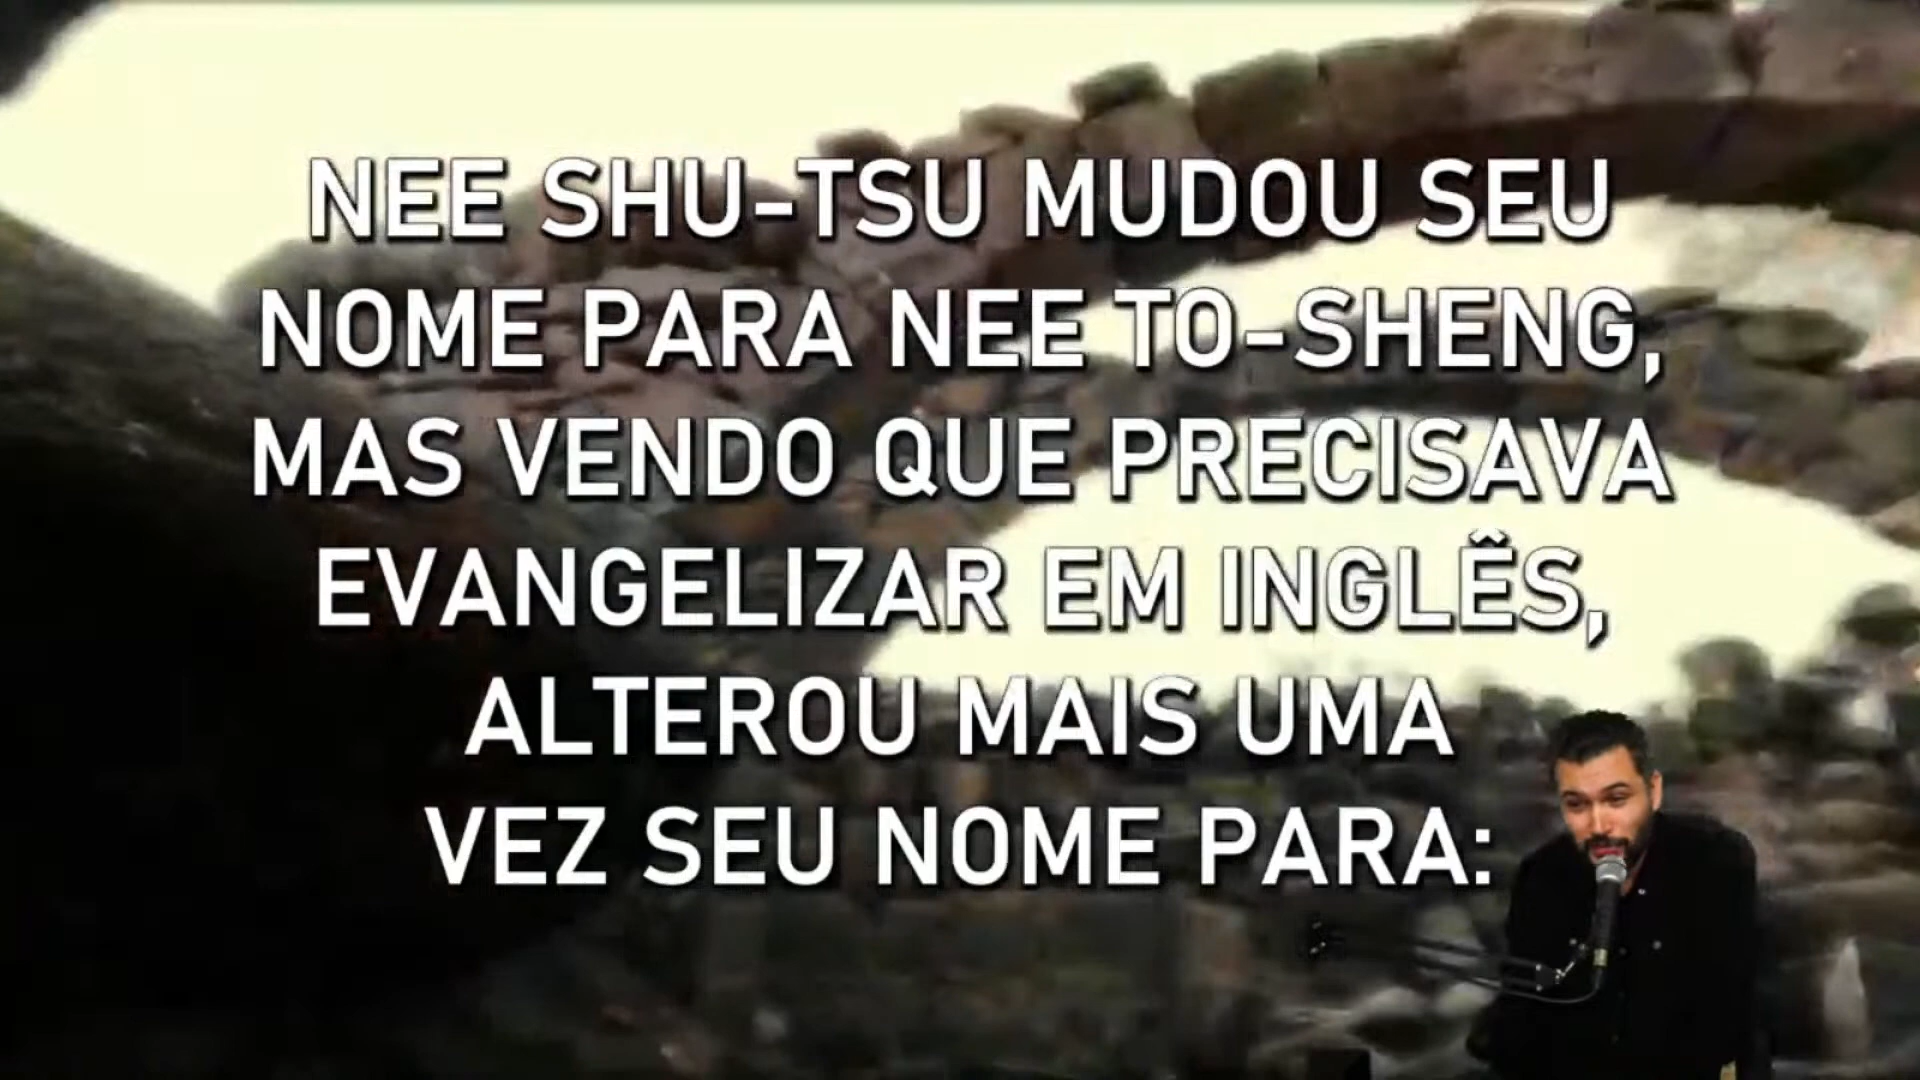 NEE SHU-TSU MUDOU SEU
NOME PARA NEE TO-SHENG,
MAS VENDO QUE PRECISAVA
EVANGELIZAR EM INGLÊS,
ALTEROU MAIS UMA
VEZ SEU NOME PARA: